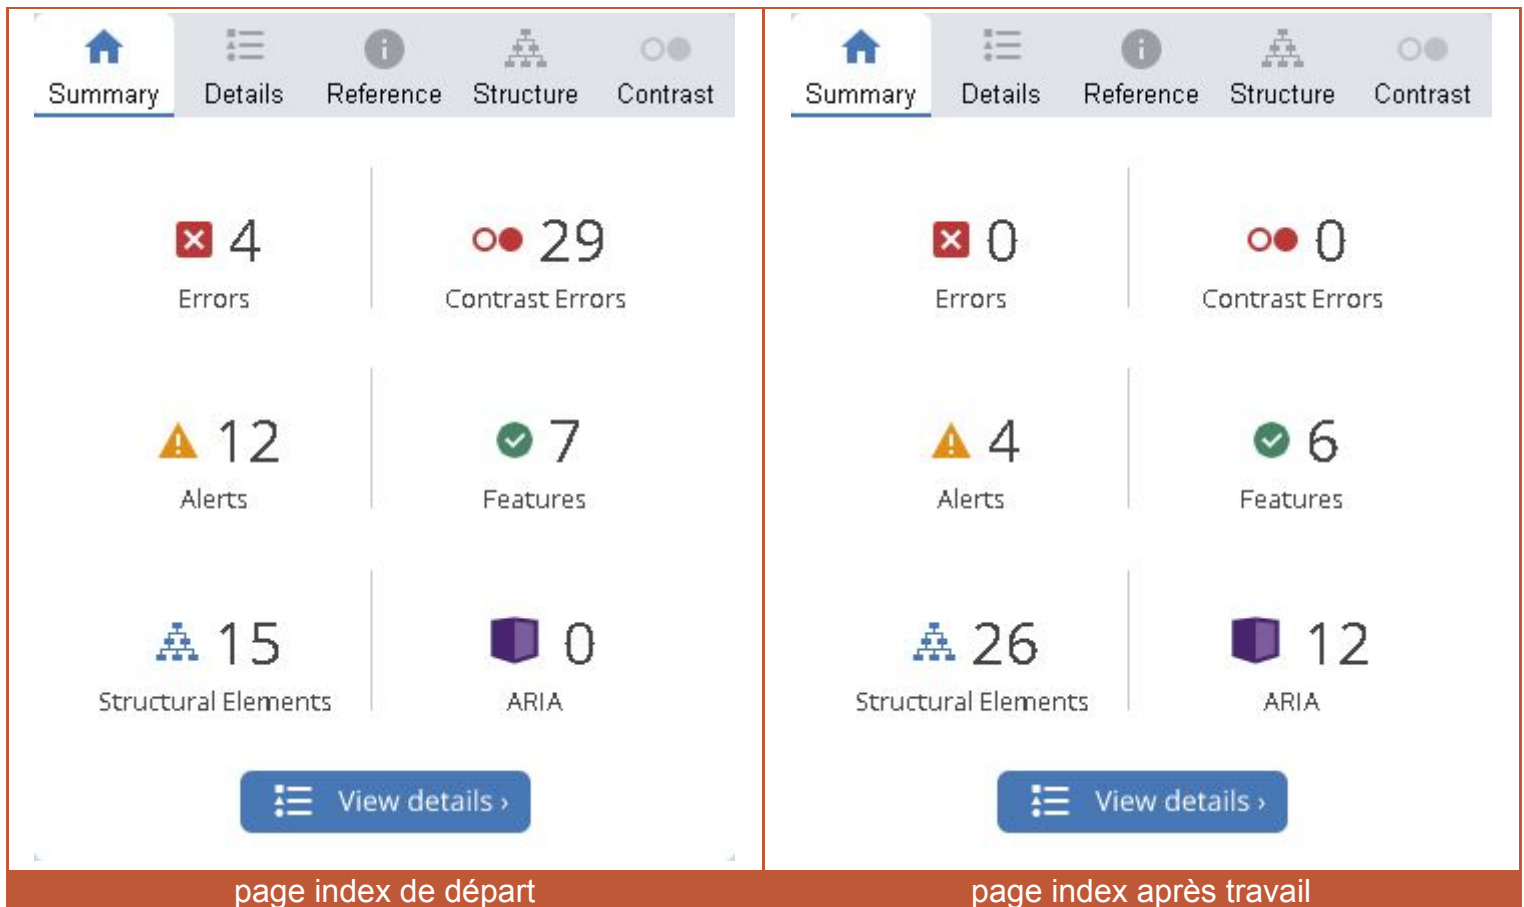 Summary Details Reference Structure Contrast
4 29
Errors Contrast Errors
12 7
Alerts Features
15 0
Structural Elements ARIA
View details ›
page index de départ
Summary Details Reference Structure Contrast
0 0
Errors Contrast Errors
4 6
Alerts Features
26 12
Structural Elements ARIA
View details ›
page index après travail